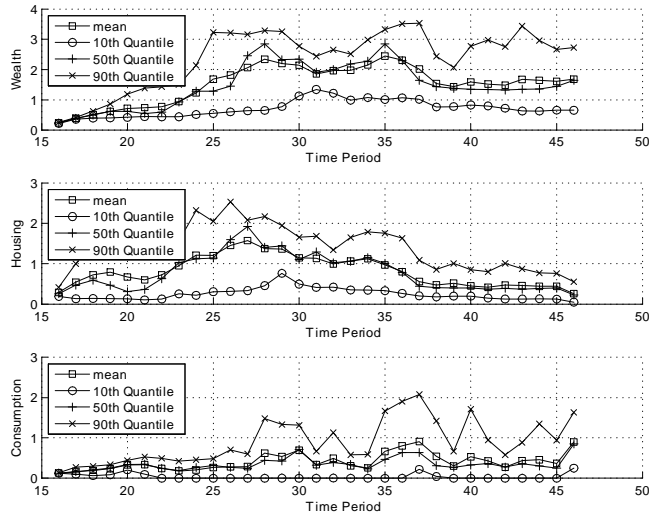 4
3
2
1
0
Wealth
mean
10th Quantile
50th Quantile
90th Quantile
15 20 25 30 35 40 45 50
Time Period
3
2
1
0
Housing
mean
10th Quantile
50th Quantile
90th Quantile
15 20 25 30 35 40 45 50
Time Period
3
2
1
0
Consumption
mean
10th Quantile
50th Quantile
90th Quantile
15 20 25 30 35 40 45 50
Time Period